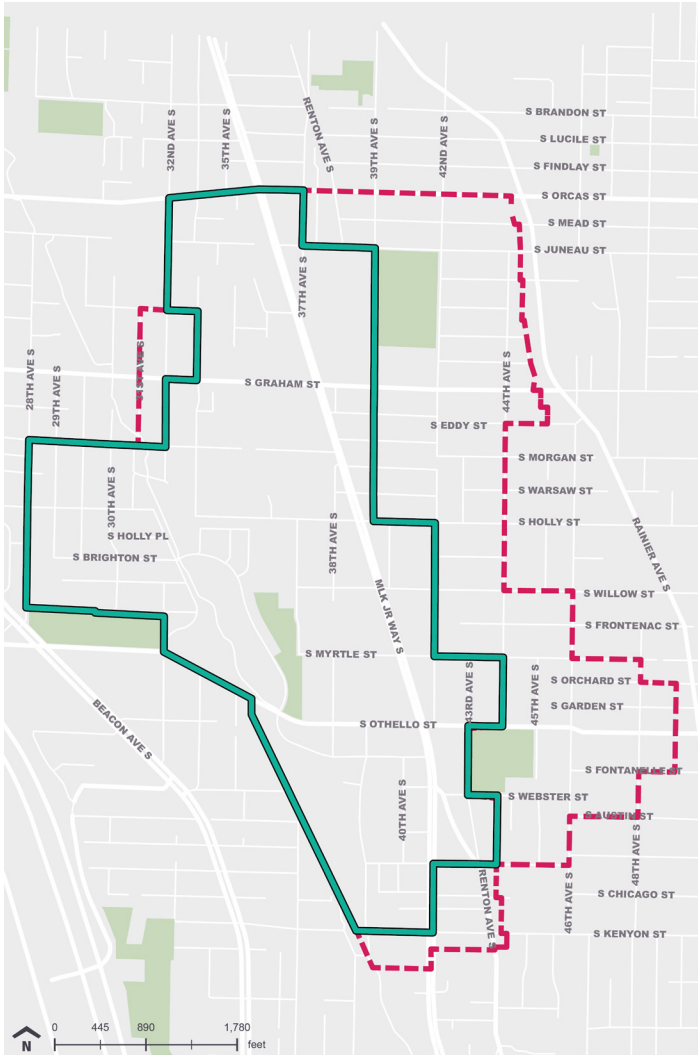 S BRANDON ST
S LUCILE ST
S FINDLAY ST
32ND AVE S
35TH AVE S
RENTON AVE S
39TH AVE S
42ND AVE S
S ORCAS ST
S MEAD ST
S JUNEAU ST
37TH AVE S
28TH AVE S
29TH AVE S
31ST AVE S
S GRAHAM ST
44TH AVE S
S EDDY ST
S MORGAN ST
30TH AVE S
S WARSAW ST
S HOLLY PL
S BRIGHTON ST
38TH AVE S
S HOLLY ST
RAINIER AVE S
MLK JR WAY S
S WILLOW ST
S FRONTENAC ST
S MYRTLE ST
43RD AVE S
45TH AVE S
S ORCHARD ST
S GARDEN ST
BEACON AVE S
S OTHELLO ST
S FONTANELLE ST
S WEBSTER ST
40TH AVE S
S AUSTIN ST
48TH AVE S
RENTON AVE S
46TH AVE S
S CHICAGO ST
S KENYON ST
N
0 445 890 1,780
feet